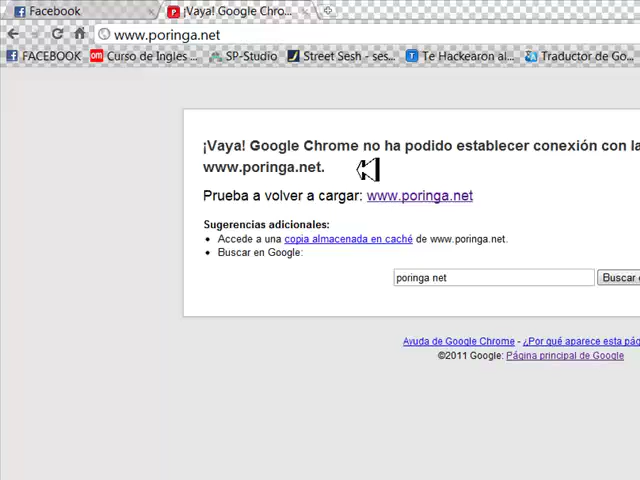 Facebook
¡Vaya! Google Chro...
www.poringa.net
FACEBOOK
Curso de Ingles ...
SP-Studio
Street Sesh - ses...
Te Hackearon al...
Traductor de Go...
¡Vaya! Google Chrome no ha podido establecer conexión con la
www.poringa.net.
Prueba a volver a cargar: www.poringa.net
Sugerencias adicionales:
Accede a una copia almacenada en caché de www.poringa.net.
Buscar en Google:
poringa net
Buscar
Ayuda de Google Chrome - ¿Por qué aparece esta pág
©2011 Google: Página principal de Google